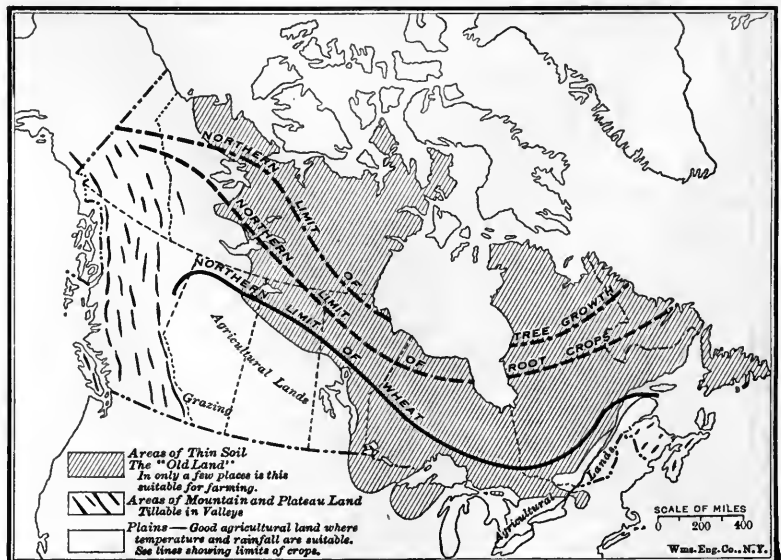 NORTHERN LIMIT OF TREE GROWTH
NORTHERN LIMIT OF ROOT CROPS
NORTHERN LIMIT OF WHEAT
Agricultural Lands
Grazing
Agricultural Lands
Areas of Thin Soil
The "Old Land"
In only a few places is this
suitable for farming.
Areas of Mountain and Plateau Land
Tillable in Valleys
Plains — Good agricultural land where
temperature and rainfall are suitable.
See lines showing limits of crops.
SCALE OF MILES
0 200 400
Wms. Eng. Co., N.Y.